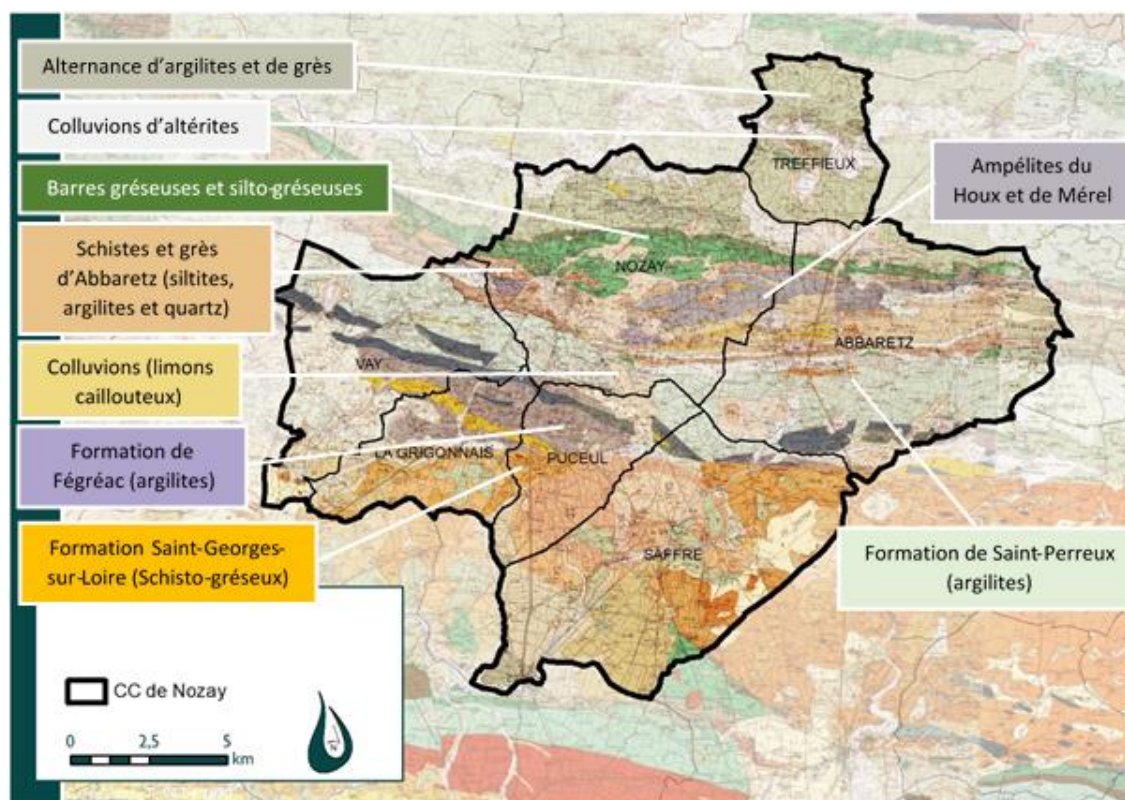 Alternance d'argilites et de grès
Colluvions d'altérites
Barres gréseuses et silto-gréseuses
Schistes et grès
d'Abbaretz (siltites,
argilites et quartz)
Colluvions (limons
caillouteux)
Formation de
Fégréac (argilites)
Formation Saint-Georges-
sur-Loire (Schisto-gréseux)
Ampélites du
Houx et de Mérel
Formation de Saint-Perreux
(argilites)
TREFFIEUX
NOZAY
ABBARETZ
VAY
LA GRIGONNAIS
PUCEUL
SAFFRE
CC de Nozay
0 2,5 5
km